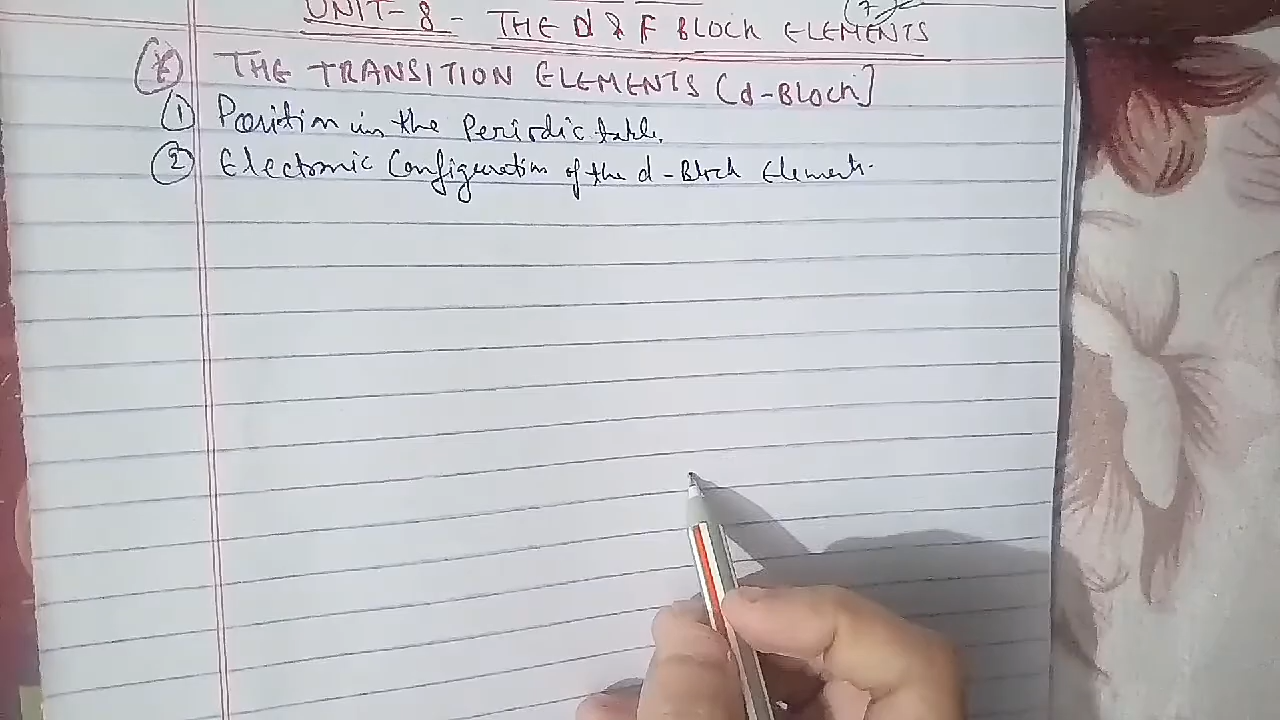 UNIT-8 - THE d & F BLOCK ELEMENTS
(*) THE TRANSITION ELEMENTS [d-BLOCK]
① Position in the Periodic table.
② Electronic Configuration of the d-Block Elements.